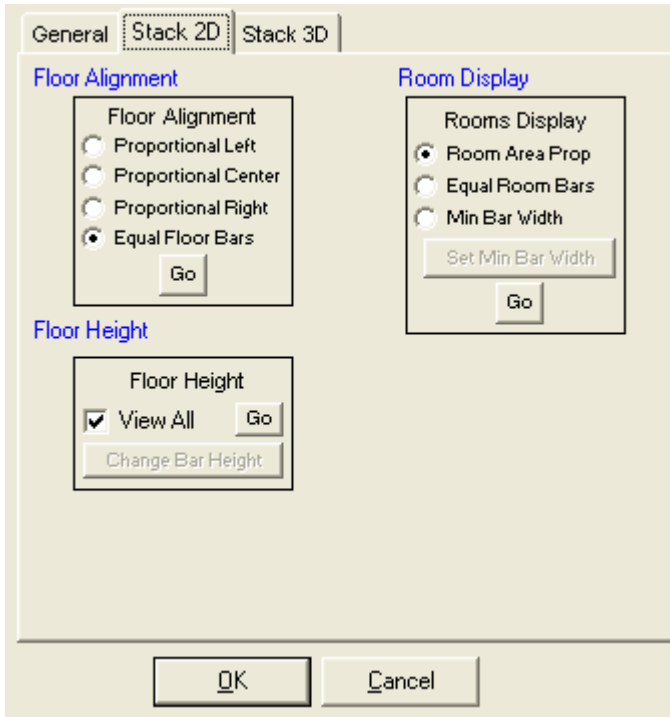 General Stack 2D Stack 3D
Floor Alignment
Floor Alignment
Proportional Left
Proportional Center
Proportional Right
Equal Floor Bars
Go
Room Display
Rooms Display
Room Area Prop
Equal Room Bars
Min Bar Width
Set Min Bar Width
Go
Floor Height
Floor Height
View All Go
Change Bar Height
OK Cancel